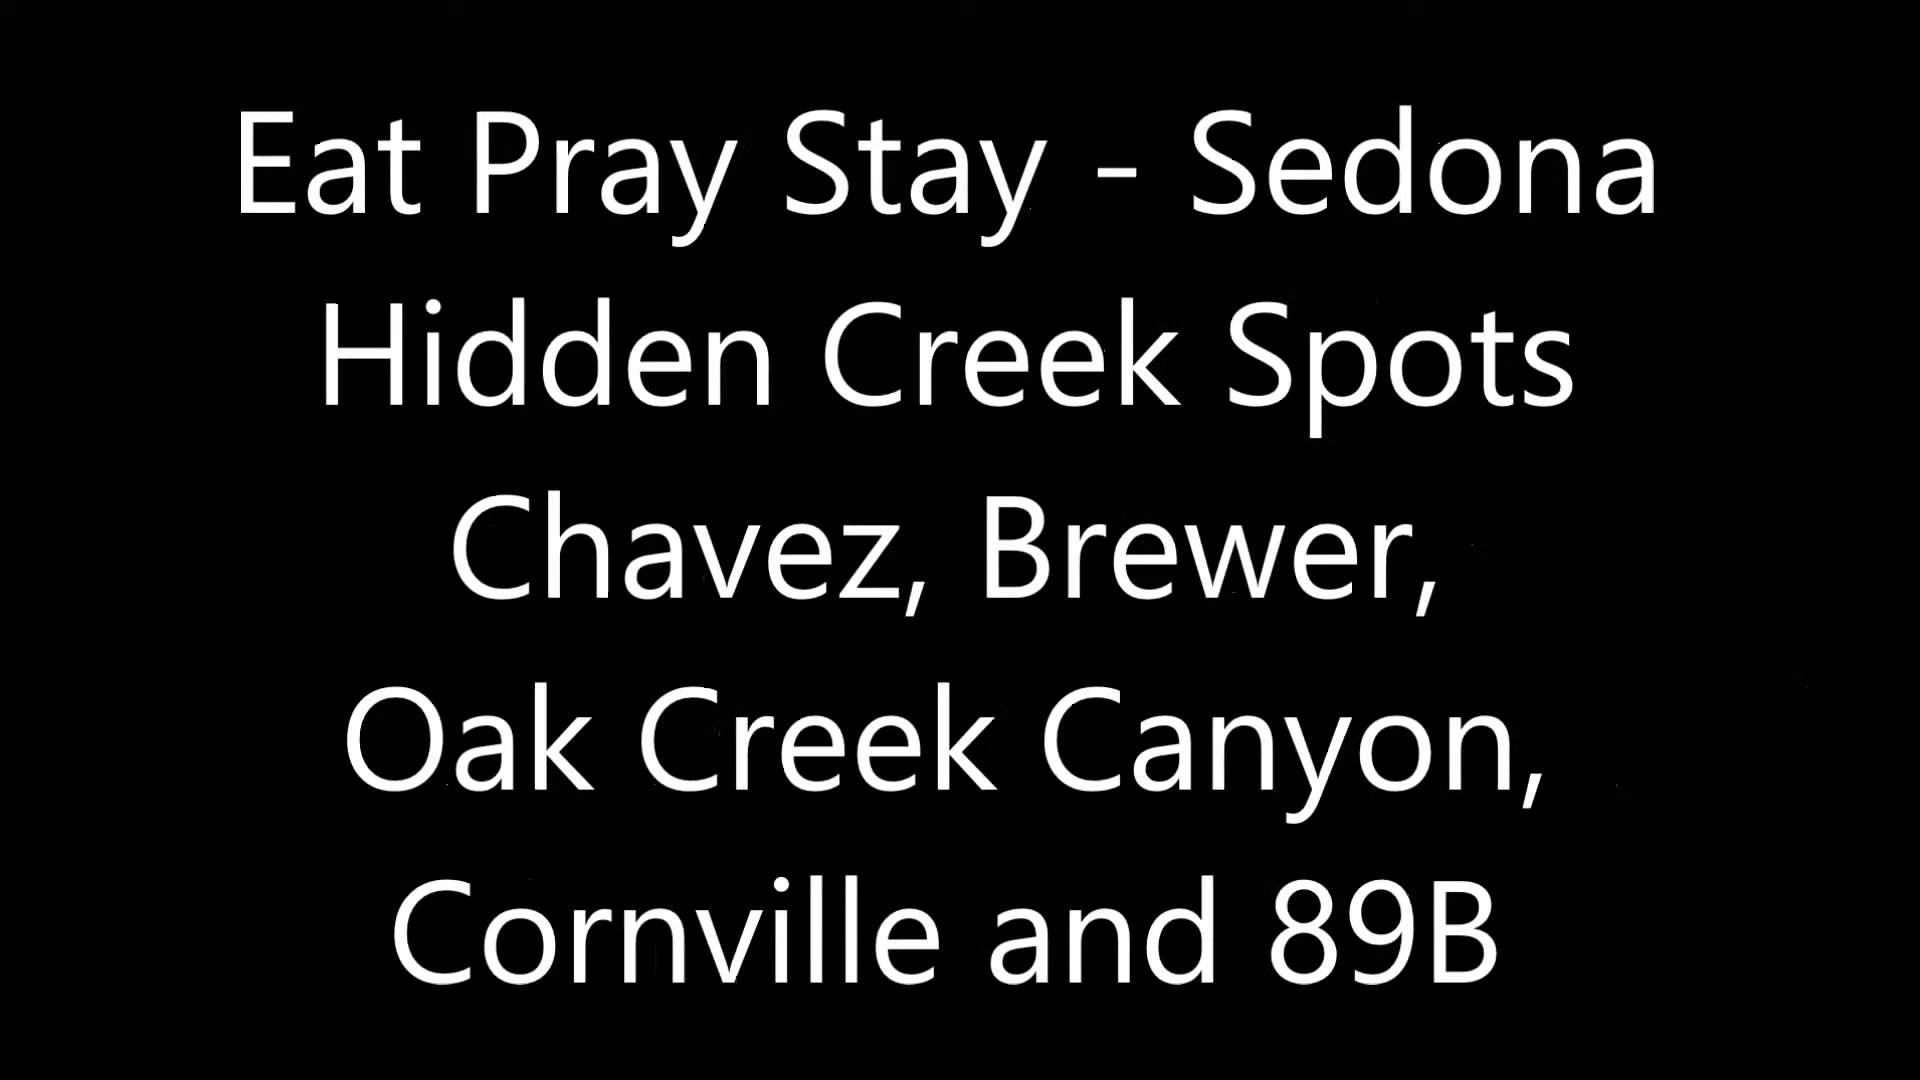 Eat Pray Stay - Sedona
Hidden Creek Spots
Chavez, Brewer,
Oak Creek Canyon,
Cornville and 89B